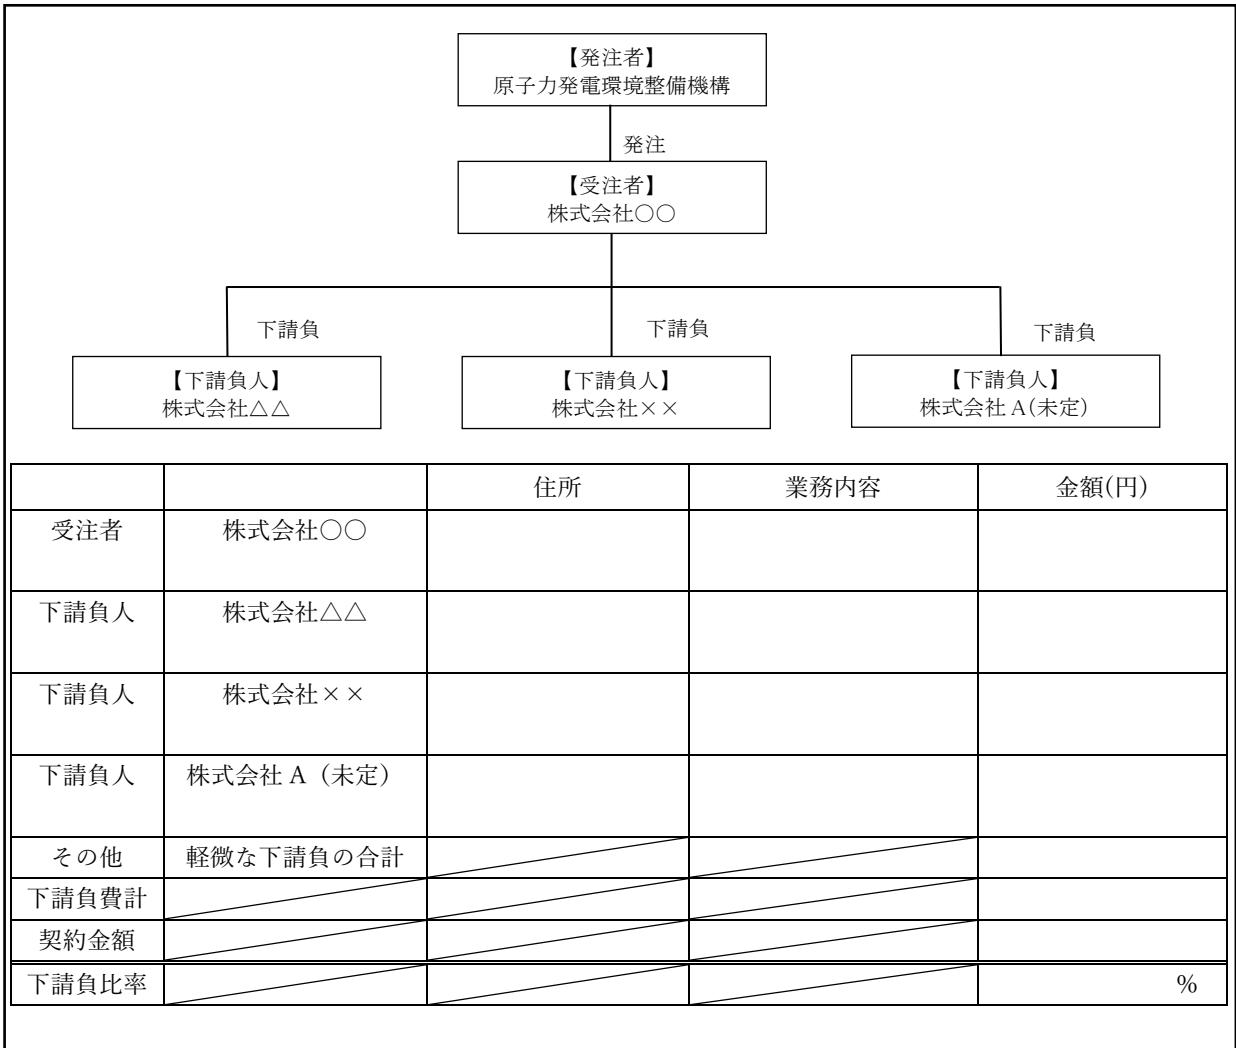 【発注者】
原子力発電環境整備機構
発注
【受注者】
株式会社〇〇
下請負
下請負
下請負
【下請負人】
株式会社△△
【下請負人】
株式会社××
【下請負人】
株式会社A(未定)
住所 業務内容 金額(円)
受注者 株式会社〇〇
下請負人 株式会社△△
下請負人 株式会社××
下請負人 株式会社A（未定）
その他 軽微な下請負の合計
下請負費計
契約金額
下請負比率 %